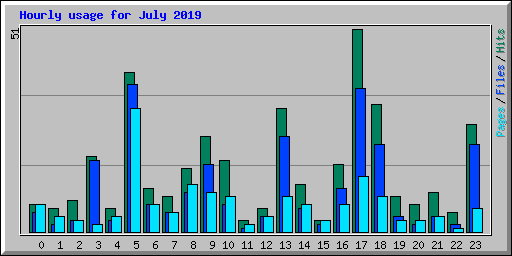 Hourly usage for July 2019
51
Pages / Files / Hits
0 1 2 3 4 5 6 7 8 9 10 11 12 13 14 15 16 17 18 19 20 21 22 23